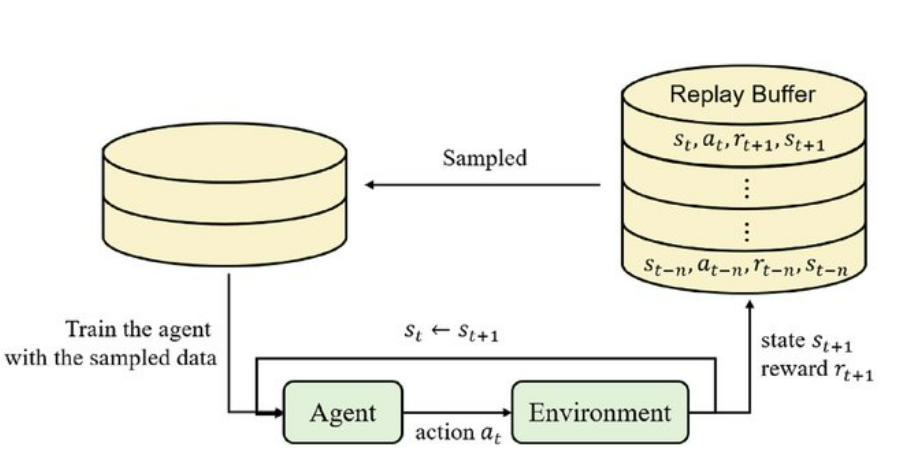 Replay Buffer
s_t, a_t, r_{t+1}, s_{t+1}
⋮
⋮
s_{t−n}, a_{t−n}, r_{t−n}, s_{t−n}
Sampled
Train the agent
with the sampled data
s_t ← s_{t+1}
state s_{t+1}
reward r_{t+1}
Agent
action a_t
Environment